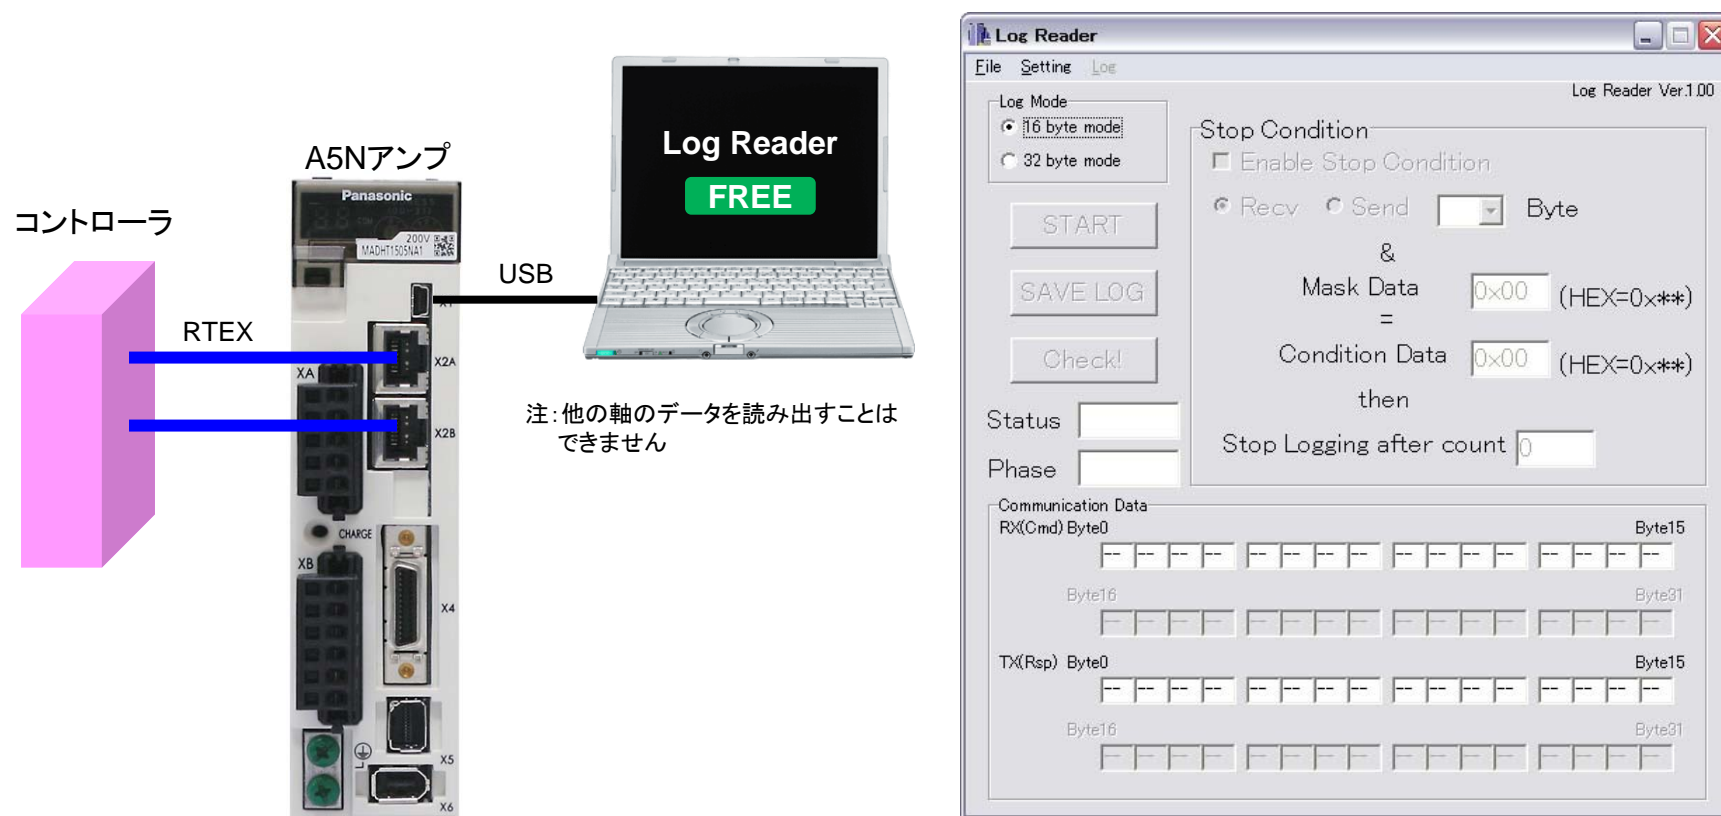 コントローラ
RTEX
A5Nアンプ
Panasonic
200V
MADHT1505NA1
X1
X2A
XA
X2B
CHARGE
XB
X4
X5
X6
USB
Log Reader
FREE
注：他の軸のデータを読み出すことは
できません
Log Reader
File Setting Log
Log Reader Ver.1.00
Log Mode
16 byte mode
32 byte mode
START
SAVE LOG
Check!
Status
Phase
Stop Condition
Enable Stop Condition
Recv Send Byte
&
Mask Data 0x00 (HEX=0x**)
=
Condition Data 0x00 (HEX=0x**)
then
Stop Logging after count 0
Communication Data
RX(Cmd) Byte0 Byte15
-- -- -- -- -- -- -- -- -- -- -- -- -- -- -- --
Byte16 Byte31
-- -- -- -- -- -- -- -- -- -- -- -- -- -- -- --
TX(Rsp) Byte0 Byte15
-- -- -- -- -- -- -- -- -- -- -- -- -- -- -- --
Byte16 Byte31
-- -- -- -- -- -- -- -- -- -- -- -- -- -- -- --